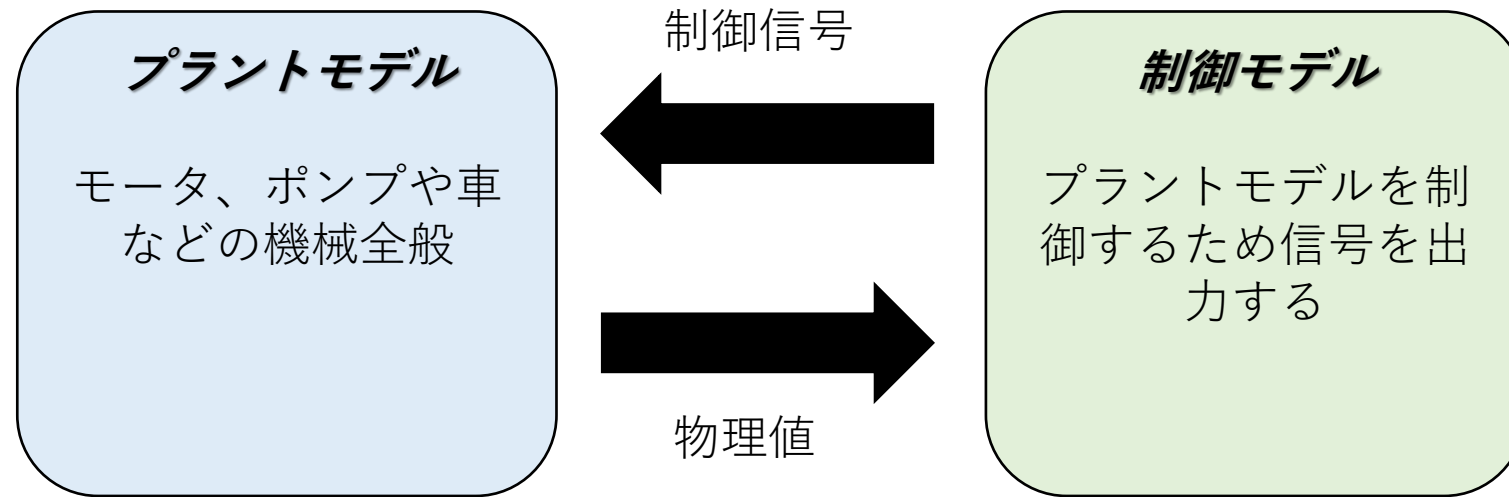 プラントモデル
モータ、ポンプや車
などの機械全般
制御信号
物理値
制御モデル
プラントモデルを制
御するため信号を出
力する